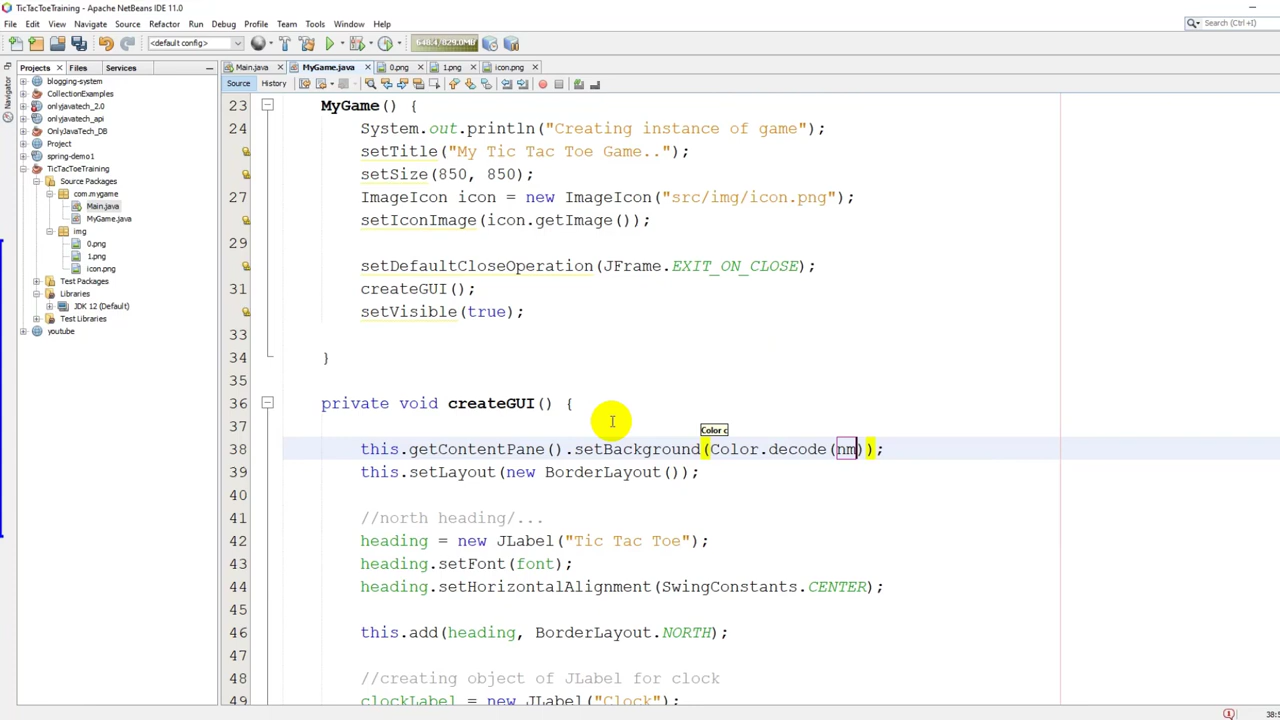 TicTacToeTraining - Apache NetBeans IDE 11.0
File Edit View Navigate Source Refactor Run Debug Profile Team Tools Window Help
<default config> 640.4/829.0MB Search (Ctrl+I)
Projects Files Services Main.java MyGame.java 0.png 1.png icon.png
Navigator
Source History
blogging-system
CollectionExamples
onlyjavatech_2.0
onlyjavatech_api
OnlyJavaTech_DB
Project
spring-demo1
TicTacToeTraining
Source Packages
com.mygame
Main.java
MyGame.java
img
0.png
1.png
icon.png
Test Packages
Libraries
JDK 12 (Default)
Test Libraries
youtube
23 MyGame() {
24 System.out.println("Creating instance of game");
setTitle("My Tic Tac Toe Game..");
setSize(850, 850);
27 ImageIcon icon = new ImageIcon("src/img/icon.png");
setIconImage(icon.getImage());
29
setDefaultCloseOperation(JFrame.EXIT_ON_CLOSE);
31 createGUI();
setVisible(true);
33
34 }
35
36 private void createGUI() {
37
Color c
38 this.getContentPane().setBackground(Color.decode(nm));
39 this.setLayout(new BorderLayout());
40
41 //north heading/...
42 heading = new JLabel("Tic Tac Toe");
43 heading.setFont(font);
44 heading.setHorizontalAlignment(SwingConstants.CENTER);
45
46 this.add(heading, BorderLayout.NORTH);
47
48 //creating object of JLabel for clock
49 clockLabel = new JLabel("Clock");